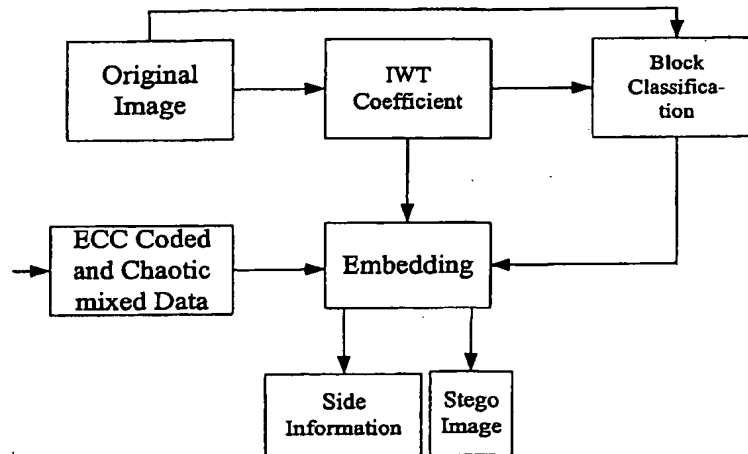 Original
Image
IWT
Coefficient
Block
Classifica-
tion
ECC Coded
and Chaotic
mixed Data
Embedding
Side
Information
Stego
Image